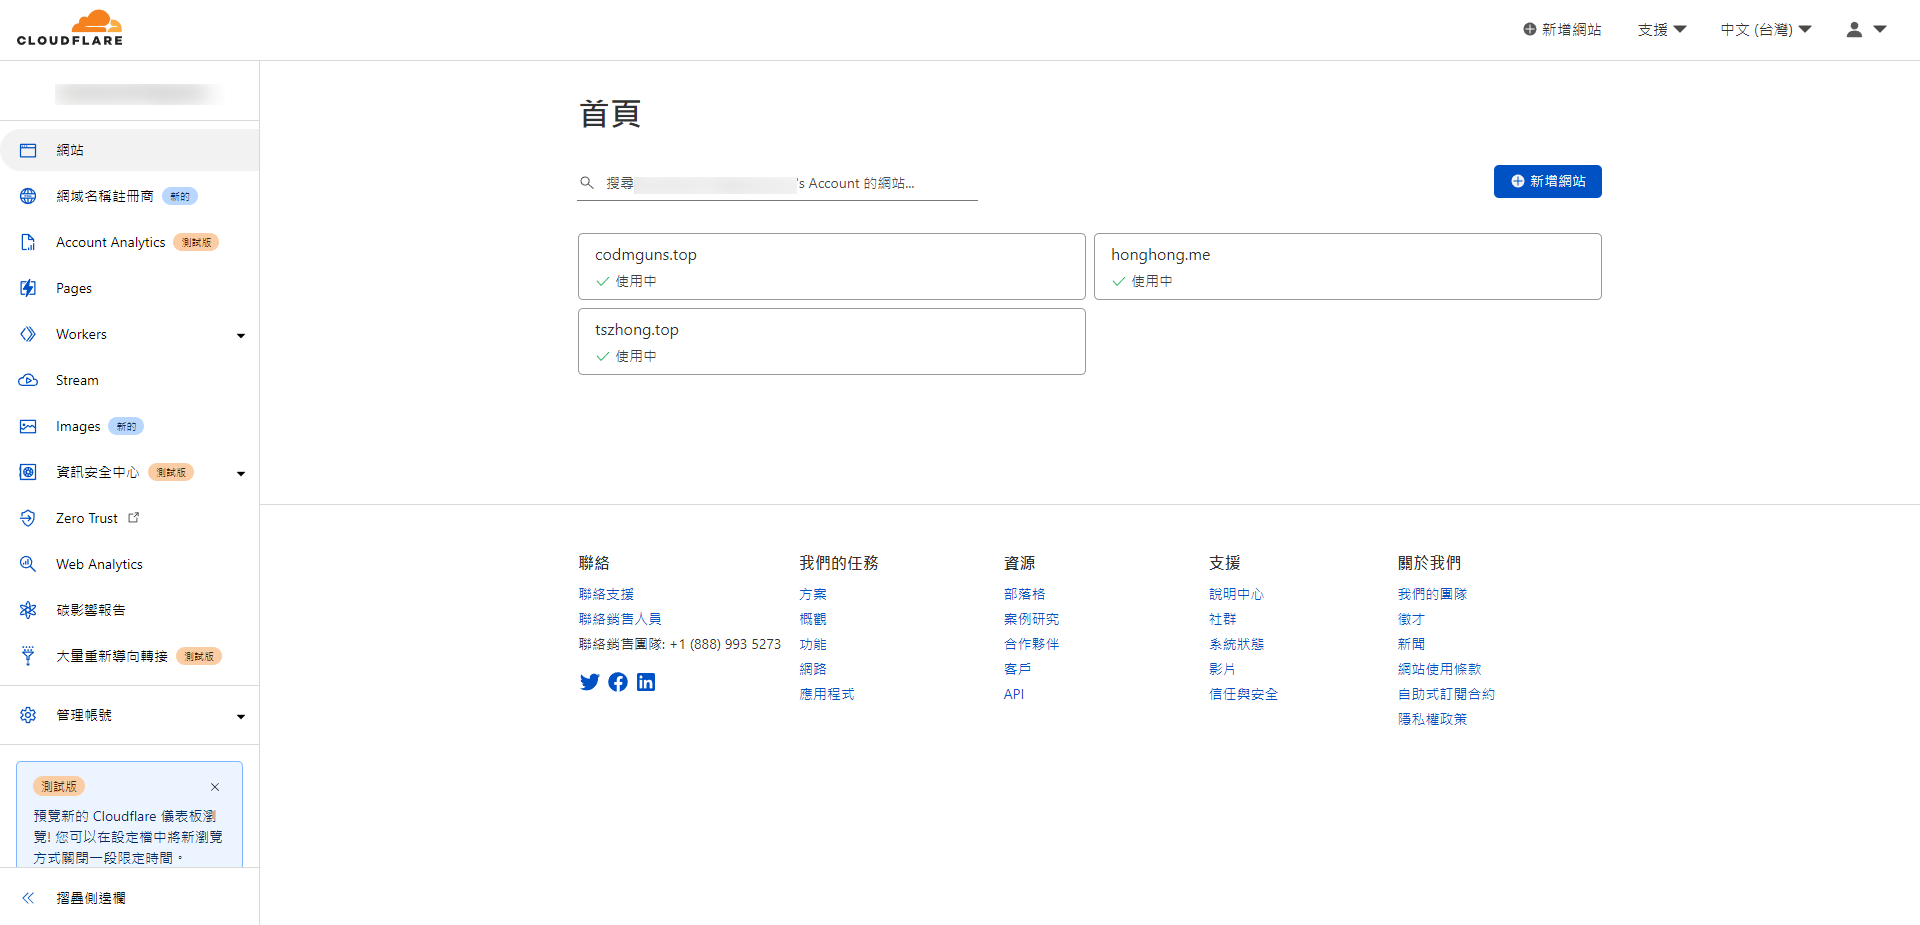 CLOUDFLARE
新增網站
支援
中文 (台灣)
網站
網域名稱註冊商 新的
Account Analytics 測試版
Pages
Workers
Stream
Images 新的
資訊安全中心 測試版
Zero Trust
Web Analytics
碳影響報告
大量重新導向轉接 測試版
管理帳號
測試版
預覽新的 Cloudflare 儀表板瀏
覽! 您可以在設定檔中將新瀏覽
方式關閉一段限定時間。
摺疊側邊欄
首頁
搜尋 's Account 的網站...
新增網站
codmguns.top
使用中
honghong.me
使用中
tszhong.top
使用中
聯絡
聯絡支援
聯絡銷售人員
聯絡銷售團隊: +1 (888) 993 5273
我們的任務
方案
概觀
功能
網路
應用程式
資源
部落格
案例研究
合作夥伴
客戶
API
支援
說明中心
社群
系統狀態
影片
信任與安全
關於我們
我們的團隊
徵才
新聞
網站使用條款
自助式訂閱合約
隱私權政策